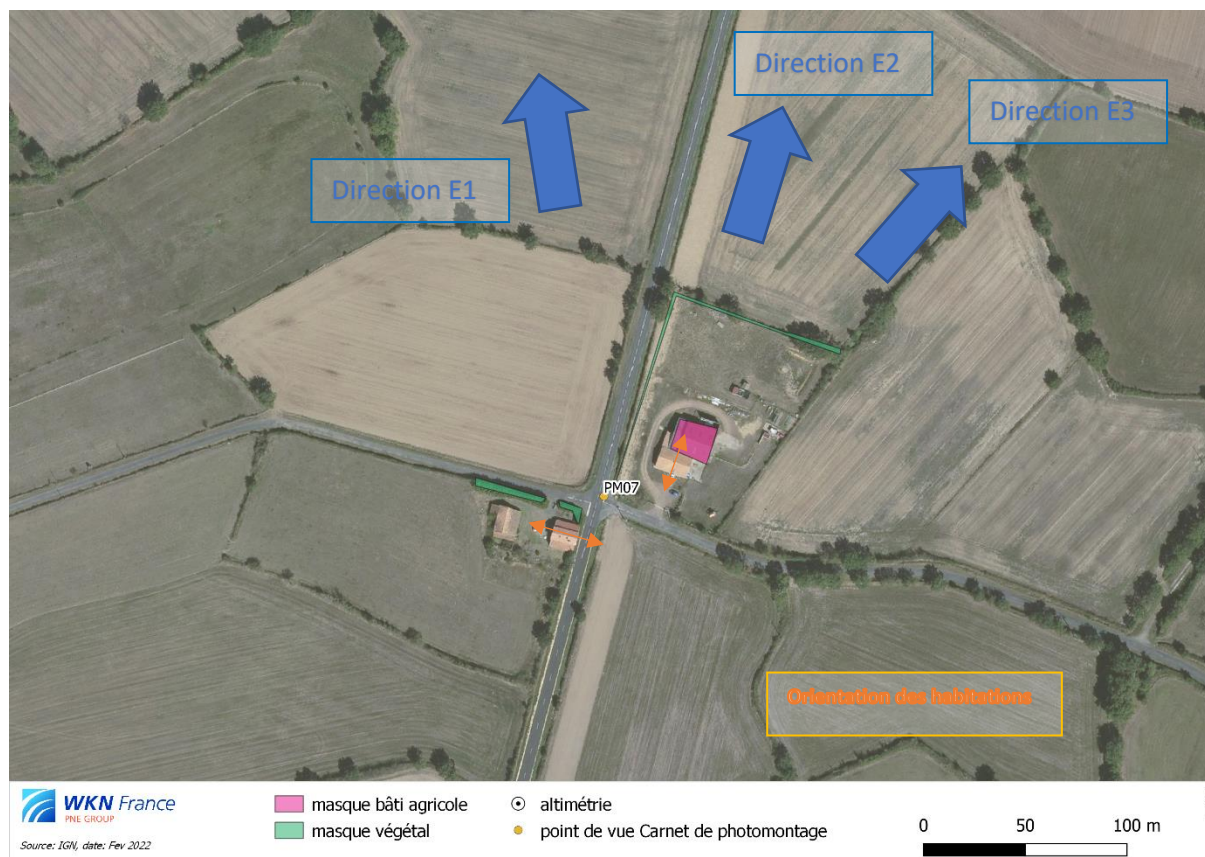 Direction E2
Direction E3
Direction E1
PM07
Orientation des habitations
WKN France
PNE GROUP
Source: IGN, date: Fev 2022
masque bâti agricole
masque végétal
altimétrie
point de vue Carnet de photomontage
0 50 100 m